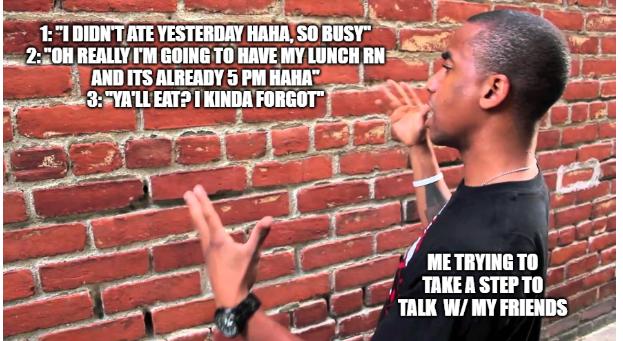 1: "I DIDN'T ATE YESTERDAY HAHA, SO BUSY"
2: "OH REALLY I'M GOING TO HAVE MY LUNCH RN
AND ITS ALREADY 5 PM HAHA"
3: "YA'LL EAT? I KINDA FORGOT"
ME TRYING TO
TAKE A STEP TO
TALK W/ MY FRIENDS